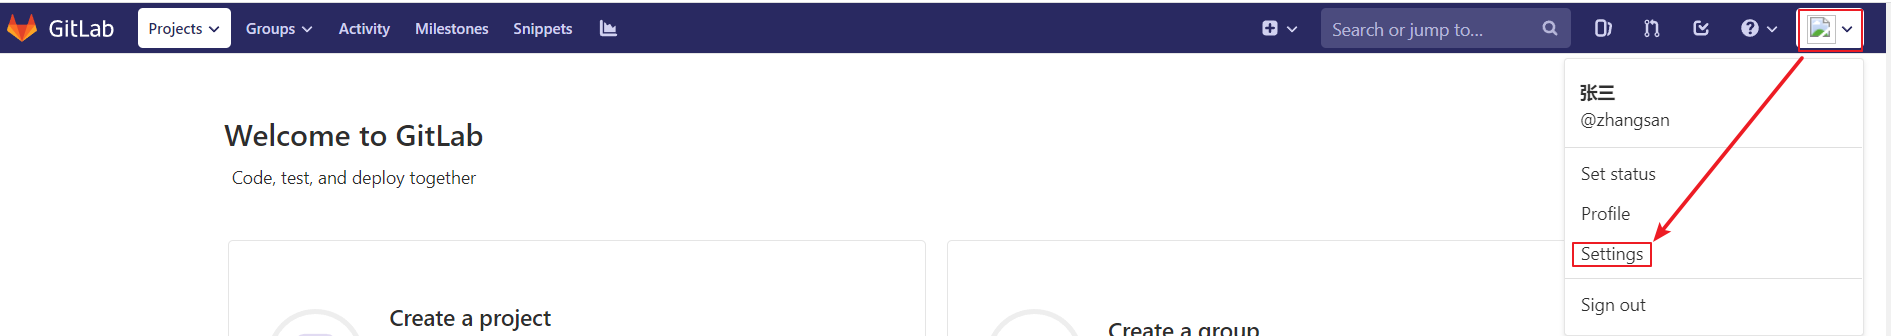 GitLab Projects Groups Activity Milestones Snippets Search or jump to...
张三
@zhangsan
Set status
Profile
Settings
Sign out
Welcome to GitLab
Code, test, and deploy together
Create a project
Create a group